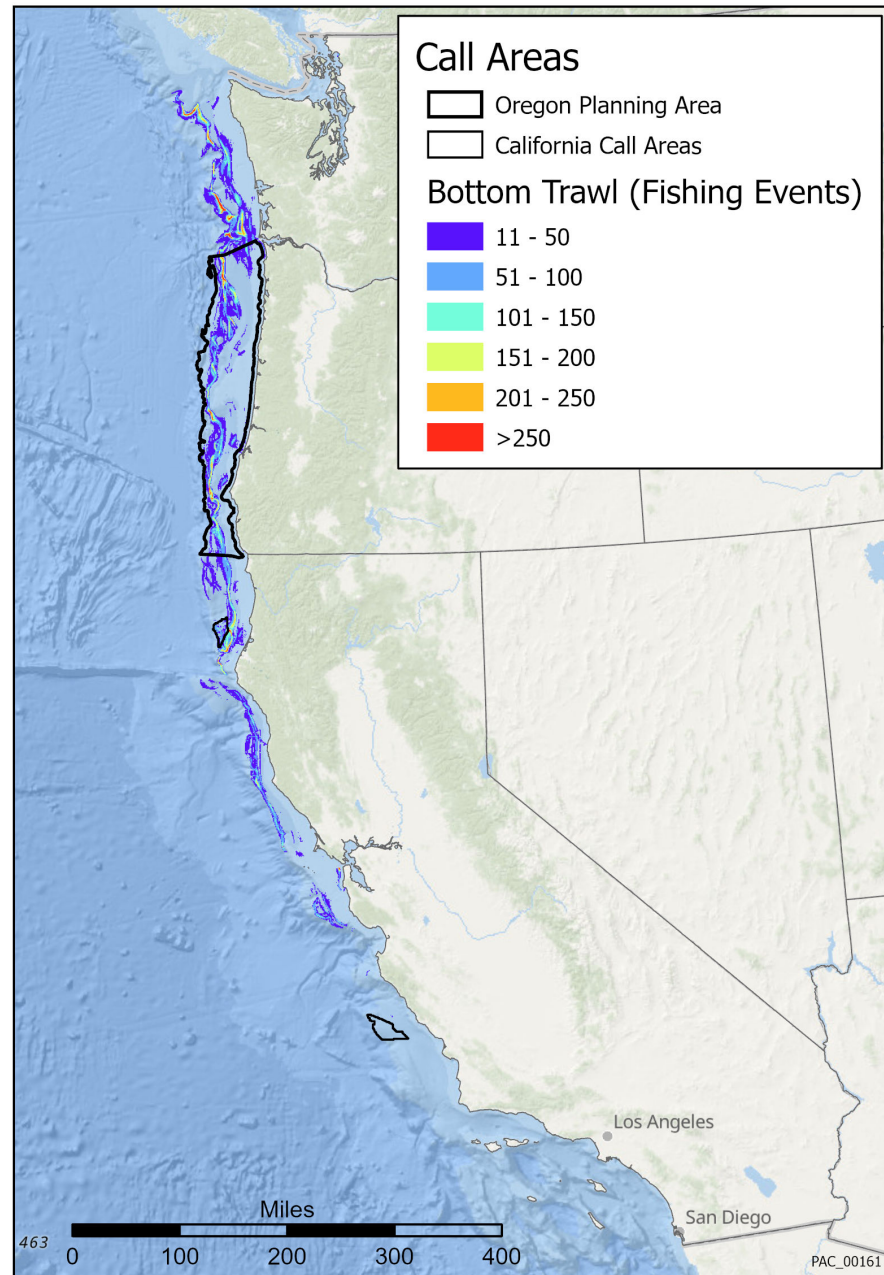 Call Areas
Oregon Planning Area
California Call Areas
Bottom Trawl (Fishing Events)
11 - 50
51 - 100
101 - 150
151 - 200
201 - 250
>250
Los Angeles
San Diego
Miles
0 100 200 300 400
463
PAC_00161